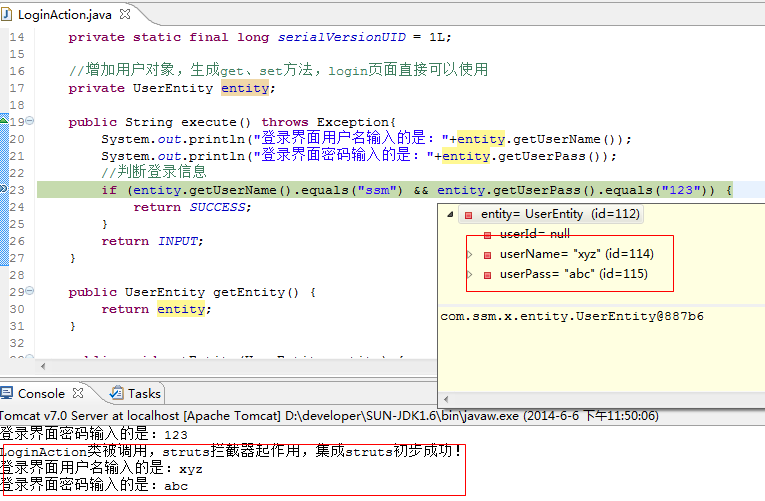 LoginAction.java
14 private static final long serialVersionUID = 1L;
15
16 //增加用户对象，生成get、set方法，login页面直接可以使用
17 private UserEntity entity;
18
19 public String execute() throws Exception{
20 System.out.println("登录界面用户名输入的是："+entity.getUserName());
21 System.out.println("登录界面密码输入的是："+entity.getUserPass());
22 //判断登录信息
23 if (entity.getUserName().equals("ssm") && entity.getUserPass().equals("123")) {
24 return SUCCESS;
25 }
26 return INPUT;
27 }
28
29 public UserEntity getEntity() {
30 return entity;
31 }
32
entity= UserEntity (id=112)
userId= null
userName= "xyz" (id=114)
userPass= "abc" (id=115)
com.ssm.x.entity.UserEntity@887b6
Console Tasks
Tomcat v7.0 Server at localhost [Apache Tomcat] D:\developer\SUN-JDK1.6\bin\javaw.exe (2014-6-6 下午11:50:06)
登录界面密码输入的是：123
LoginAction类被调用，struts拦截器起作用，集成struts初步成功！
登录界面用户名输入的是：xyz
登录界面密码输入的是：abc